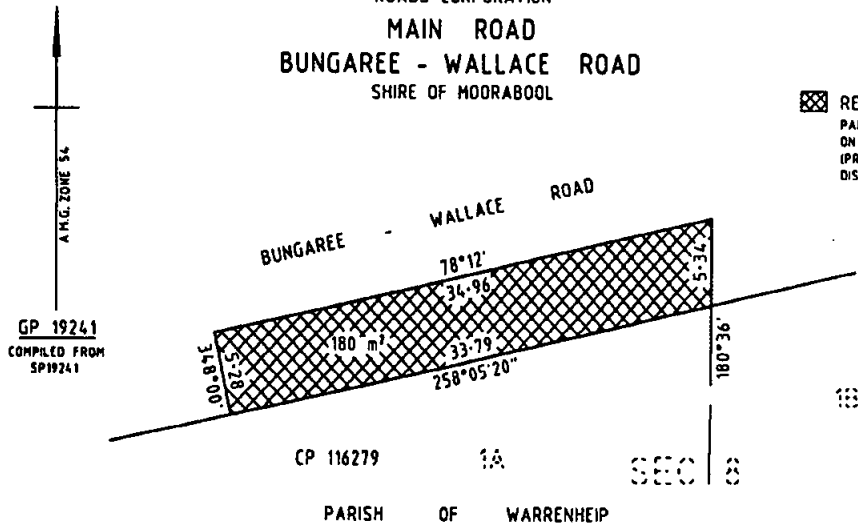 MAIN ROAD
BUNGAREE - WALLACE ROAD
SHIRE OF MOORABOOL
A.M.G. ZONE 54
BUNGAREE - WALLACE ROAD
78°12'
34·96
5·34
180 m²
33·79
258°05'20"
5·28
348°00'
180°36'
GP 19241
COMPILED FROM
SP19241
CP 116279
1A
SEC 8
1B
PARISH OF WARRENHEIP